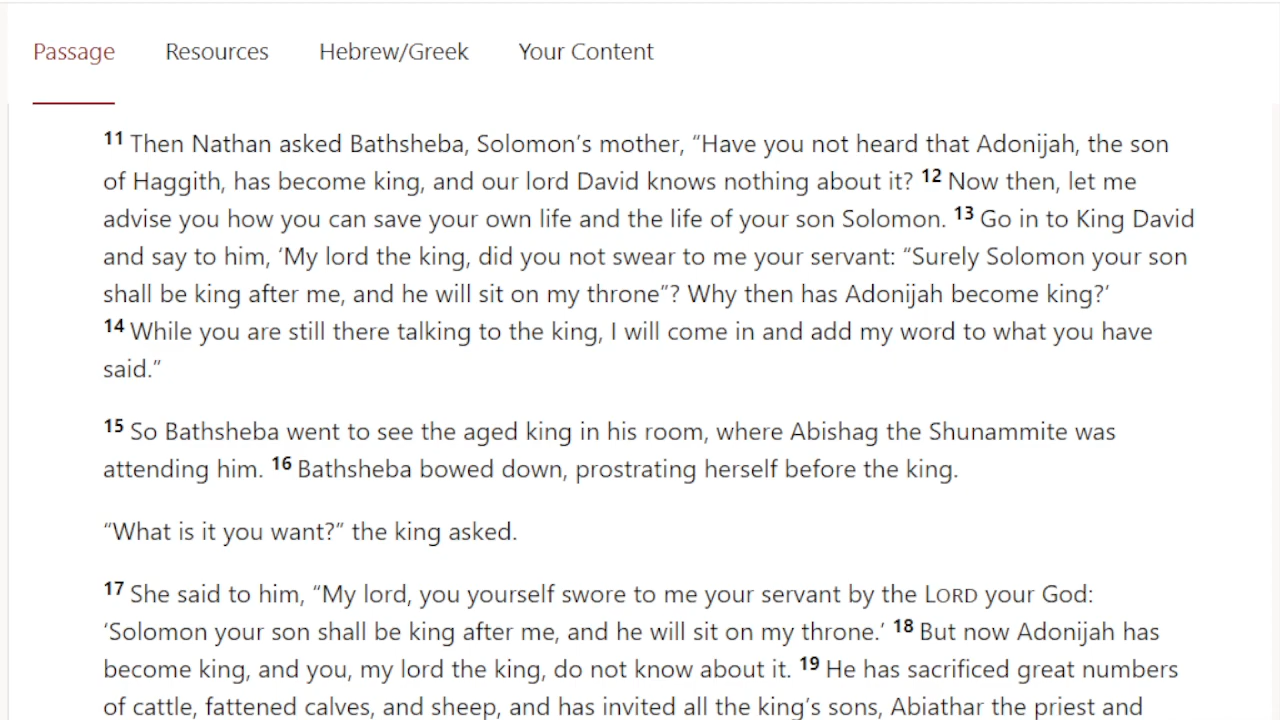 Passage Resources Hebrew/Greek Your Content
11 Then Nathan asked Bathsheba, Solomon’s mother, “Have you not heard that Adonijah, the son
of Haggith, has become king, and our lord David knows nothing about it? 12 Now then, let me
advise you how you can save your own life and the life of your son Solomon. 13 Go in to King David
and say to him, ‘My lord the king, did you not swear to me your servant: “Surely Solomon your son
shall be king after me, and he will sit on my throne”? Why then has Adonijah become king?’
14 While you are still there talking to the king, I will come in and add my word to what you have
said.”
15 So Bathsheba went to see the aged king in his room, where Abishag the Shunammite was
attending him. 16 Bathsheba bowed down, prostrating herself before the king.
“What is it you want?” the king asked.
17 She said to him, “My lord, you yourself swore to me your servant by the LORD your God:
‘Solomon your son shall be king after me, and he will sit on my throne.’ 18 But now Adonijah has
become king, and you, my lord the king, do not know about it. 19 He has sacrificed great numbers
of cattle, fattened calves, and sheep, and has invited all the king’s sons, Abiathar the priest and